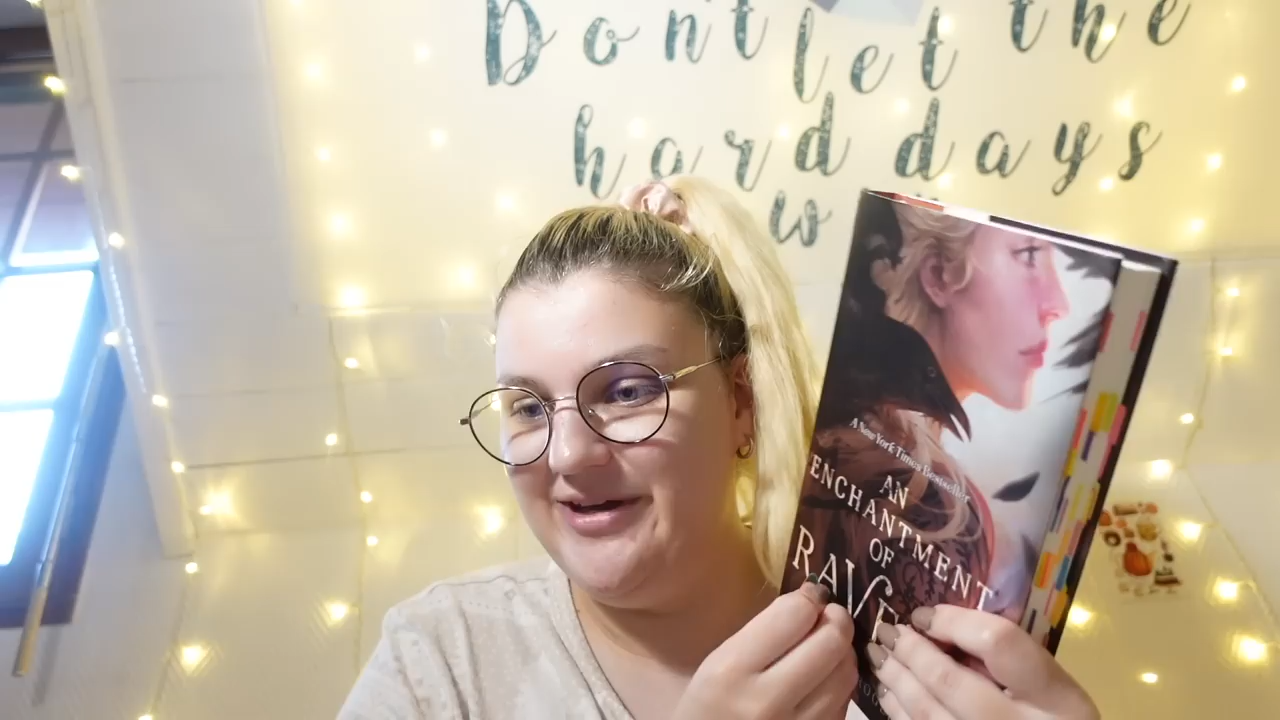 Don't let the
hard days
w
A New York Times Bestseller
AN
ENCHANTMENT
OF